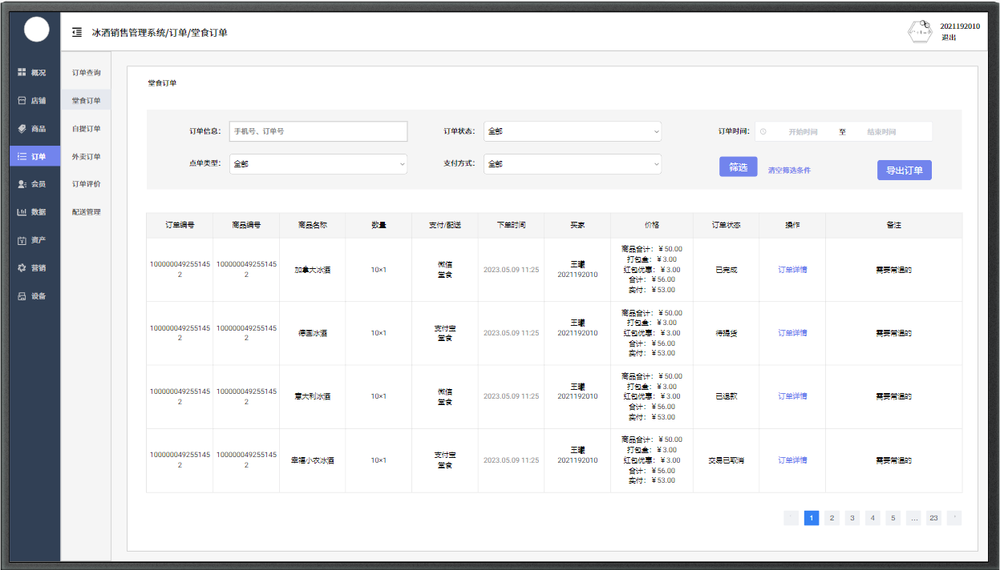 冰酒销售管理系统/订单/堂食订单
2021192010
退出
概况
店铺
商品
订单
会员
数据
资产
营销
设备
订单查询
堂食订单
自提订单
外卖订单
订单评价
配送管理
堂食订单
订单信息： 手机号、订单号 订单状态： 全部 订单时间： 开始时间 至 结束时间
点单类型： 全部 支付方式： 全部 筛选 清空筛选条件 导出订单
订单编号 商品编号 商品名称 数量 支付/配送 下单时间 买家 价格 订单状态 操作 备注
100000049255145
2
100000049255145
2
加拿大冰酒
10×1
微信
堂食
2023.05.09 11:25
王曦
2021192010
商品合计：￥50.00
打包盒：￥3.00
红包优惠：￥3.00
合计：￥56.00
实付：￥53.00
已完成
订单详情
需要常温的
100000049255145
2
100000049255145
2
德国冰酒
10×1
支付宝
堂食
2023.05.09 11:25
王曦
2021192010
商品合计：￥50.00
打包盒：￥3.00
红包优惠：￥3.00
合计：￥56.00
实付：￥53.00
待提货
订单详情
需要常温的
100000049255145
2
100000049255145
2
意大利冰酒
10×1
微信
堂食
2023.05.09 11:25
王曦
2021192010
商品合计：￥50.00
打包盒：￥3.00
红包优惠：￥3.00
合计：￥56.00
实付：￥53.00
已退款
订单详情
需要常温的
100000049255145
2
100000049255145
2
幸福小农冰酒
10×1
支付宝
堂食
2023.05.09 11:25
王曦
2021192010
商品合计：￥50.00
打包盒：￥3.00
红包优惠：￥3.00
合计：￥56.00
实付：￥53.00
交易已取消
订单详情
需要常温的
1 2 3 4 5 ... 23